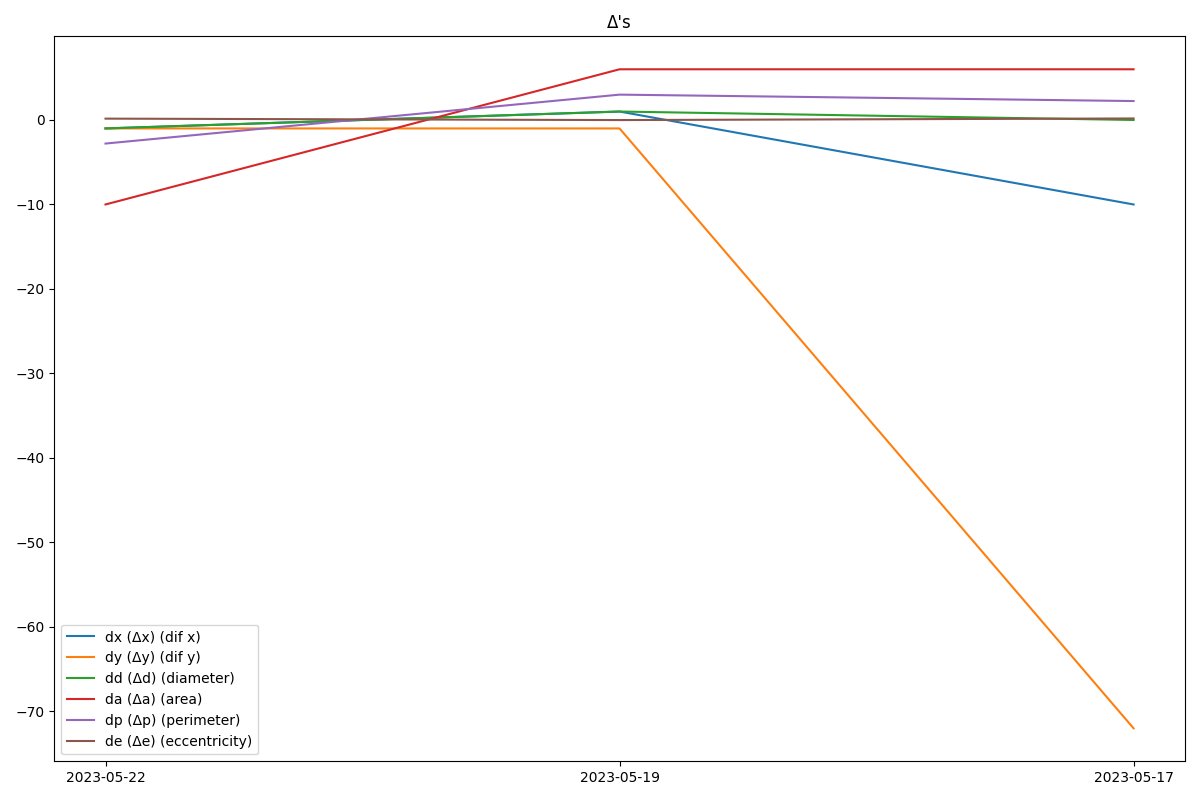 Δ's
0
−10
−20
−30
−40
−50
−60
−70
dx (Δx) (dif x)
dy (Δy) (dif y)
dd (Δd) (diameter)
da (Δa) (area)
dp (Δp) (perimeter)
de (Δe) (eccentricity)
2023-05-22 2023-05-19 2023-05-17